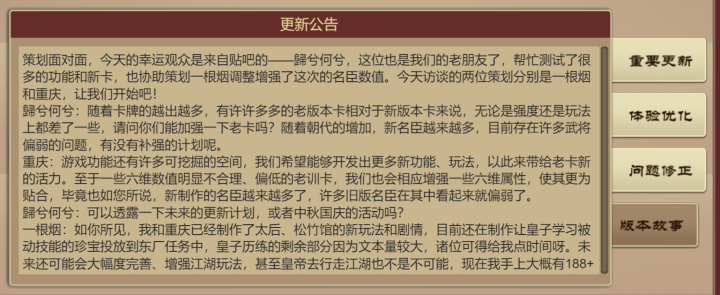 更新公告
策划面对面，今天的幸运观众是来自贴吧的——歸兮何兮，这位也是我们的老朋友了，帮忙测试了很
多的功能和新卡，也协助策划一根烟调整增强了这次的名臣数值。今天访谈的两位策划分别是一根烟
和重庆，让我们开始吧！
歸兮何兮：随着卡牌的越出越多，有许许多多的老版本卡相对于新版本卡来说，无论是强度还是玩法
上都差了一些，请问你们能加强一下老卡吗？随着朝代的增加，新名臣越来越多，目前存在许多武将
偏弱的问题，有没有补强的计划呢。
重庆：游戏功能还有许多可挖掘的空间，我们希望能够开发出更多新功能、玩法，以此来带给老卡新
的活力。至于一些六维数值明显不合理、偏低的老训卡，我们也会相应增强一些六维属性，使其更为
贴合，毕竟也如您所说，新制作的名臣越来越多了，许多旧版名臣在其中看起来就偏弱了。
歸兮何兮：可以透露一下未来的更新计划，或者中秋国庆的活动吗？
一根烟：如你所见，我和重庆已经制作了太后、松竹馆的新玩法和剧情，目前还在制作让皇子学习被
动技能的珍宝投放到东厂任务中，皇子历练的剩余部分因为文本量较大，诸位可得给我点时间呀。未
来还可能会大幅度完善、增强江湖玩法，甚至皇帝去行走江湖也不是不可能，现在我手上大概有188+
重要更新
体验优化
问题修正
版本故事